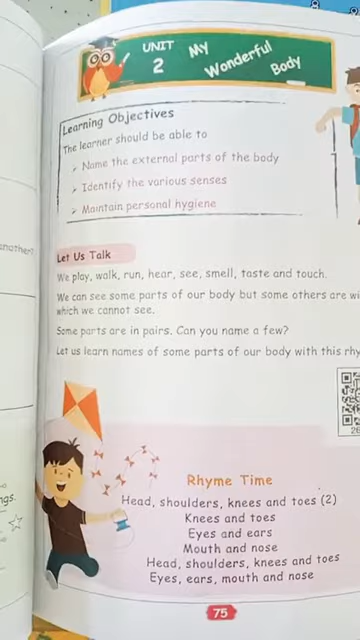 UNIT
2
My
Wonderful
Body
Learning Objectives
The learner should be able to
Name the external parts of the body
Identify the various senses
Maintain personal hygiene
another?
Let Us Talk
We play, walk, run, hear, see, smell, taste and touch.
We can see some parts of our body but some others are wi
which we cannot see.
Some parts are in pairs. Can you name a few?
Let us learn names of some parts of our body with this rhy
Rhyme Time
Head, shoulders, knees and toes (2)
Knees and toes
ngs.
Eyes and ears
Mouth and nose
Head, shoulders, knees and toes
Eyes, ears, mouth and nose
75